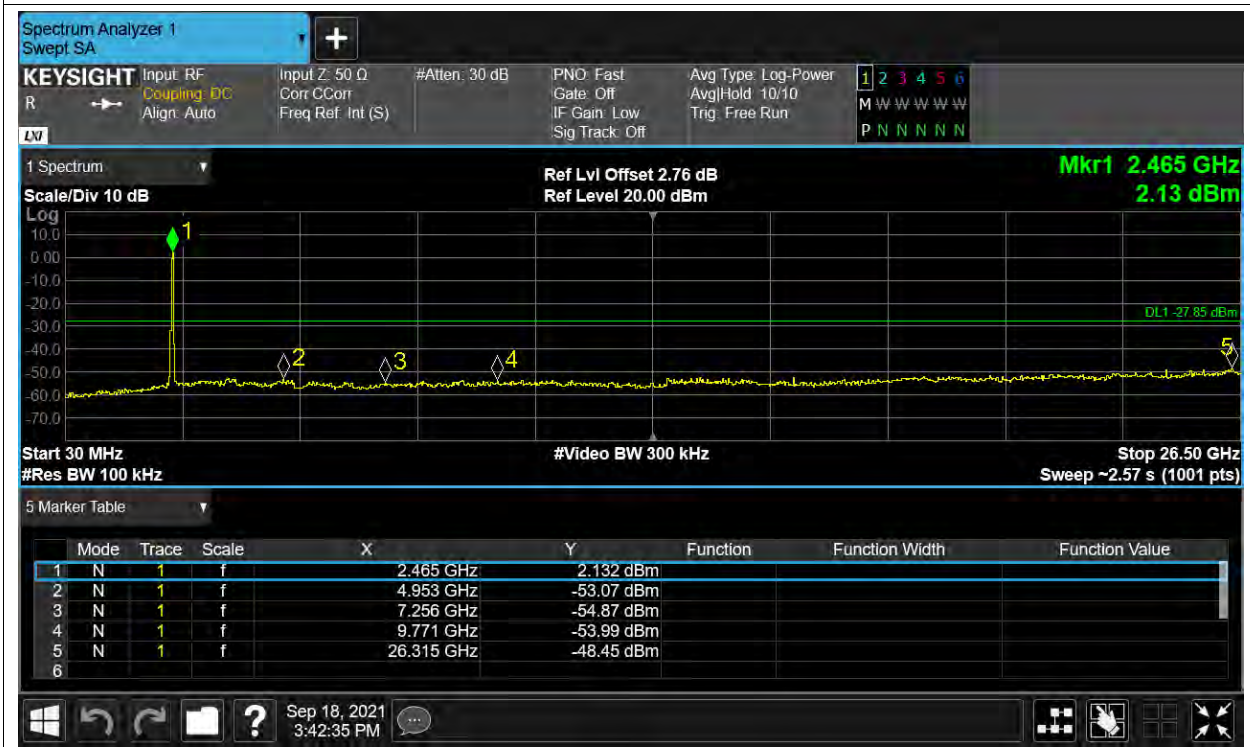 Spectrum Analyzer 1
Swept SA
+
KEYSIGHT Input: RF Input Z: 50 Ω #Atten: 30 dB PNO: Fast Avg Type: Log-Power 1 2 3 4 5 6
R Coupling: DC Corr CCorr Gate: Off Avg|Hold: 10/10 M W W W W W
Align: Auto Freq Ref: Int (S) IF Gain: Low Trig: Free Run
LXI Sig Track: Off P N N N N N
1 Spectrum Ref Lvl Offset 2.76 dB Mkr1 2.465 GHz
Scale/Div 10 dB Ref Level 20.00 dBm 2.13 dBm
Log
10.0 1
0.00
-10.0
-20.0
DL1 -27.85 dBm
-30.0
-40.0 2 3 4 5
-50.0
-60.0
-70.0
Start 30 MHz #Video BW 300 kHz Stop 26.50 GHz
#Res BW 100 kHz Sweep ~2.57 s (1001 pts)
5 Marker Table
Mode Trace Scale X Y Function Function Width Function Value
1 N 1 f 2.465 GHz 2.132 dBm
2 N 1 f 4.953 GHz -53.07 dBm
3 N 1 f 7.256 GHz -54.87 dBm
4 N 1 f 9.771 GHz -53.99 dBm
5 N 1 f 26.315 GHz -48.45 dBm
6
? Sep 18, 2021
3:42:35 PM